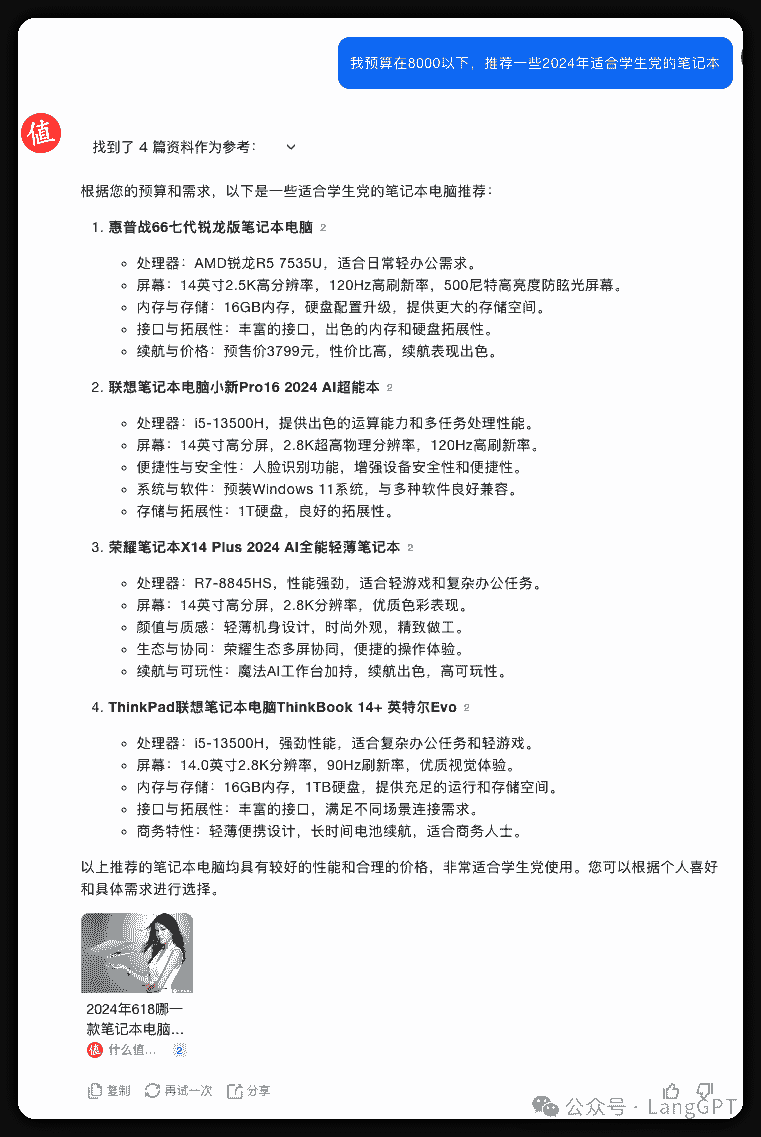 我预算在8000以下，推荐一些2024年适合学生党的笔记本
值
找到了 4 篇资料作为参考：
根据您的预算和需求，以下是一些适合学生党的笔记本电脑推荐：
1. 惠普战66七代锐龙版笔记本电脑 2
处理器：AMD锐龙R5 7535U，适合日常轻办公需求。
屏幕：14英寸2.5K高分辨率，120Hz高刷新率，500尼特高亮度防眩光屏幕。
内存与存储：16GB内存，硬盘配置升级，提供更大的存储空间。
接口与拓展性：丰富的接口，出色的内存和硬盘拓展性。
续航与价格：预售价3799元，性价比高，续航表现出色。
2. 联想笔记本电脑小新Pro16 2024 AI超能本 2
处理器：i5-13500H，提供出色的运算能力和多任务处理性能。
屏幕：14英寸高分屏，2.8K超高物理分辨率，120Hz高刷新率。
便捷性与安全性：人脸识别功能，增强设备安全性和便捷性。
系统与软件：预装Windows 11系统，与多种软件良好兼容。
存储与拓展性：1T硬盘，良好的拓展性。
3. 荣耀笔记本X14 Plus 2024 AI全能轻薄笔记本 2
处理器：R7-8845HS，性能强劲，适合轻游戏和复杂办公任务。
屏幕：14英寸高分屏，2.8K分辨率，优质色彩表现。
颜值与质感：轻薄机身设计，时尚外观，精致做工。
生态与协同：荣耀生态多屏协同，便捷的操作体验。
续航与可玩性：魔法AI工作台加持，续航出色，高可玩性。
4. ThinkPad联想笔记本电脑ThinkBook 14+ 英特尔Evo 2
处理器：i5-13500H，强劲性能，适合复杂办公任务和轻游戏。
屏幕：14.0英寸2.8K分辨率，90Hz刷新率，优质视觉体验。
内存与存储：16GB内存，1TB硬盘，提供充足的运行和存储空间。
接口与拓展性：丰富的接口，满足不同场景连接需求。
商务特性：轻薄便携设计，长时间电池续航，适合商务人士。
以上推荐的笔记本电脑均具有较好的性能和合理的价格，非常适合学生党使用。您可以根据个人喜好
和具体需求进行选择。
2024年618哪一
款笔记本电脑...
值 什么值... 2
复制 再试一次 分享
公众号 · LangGPT